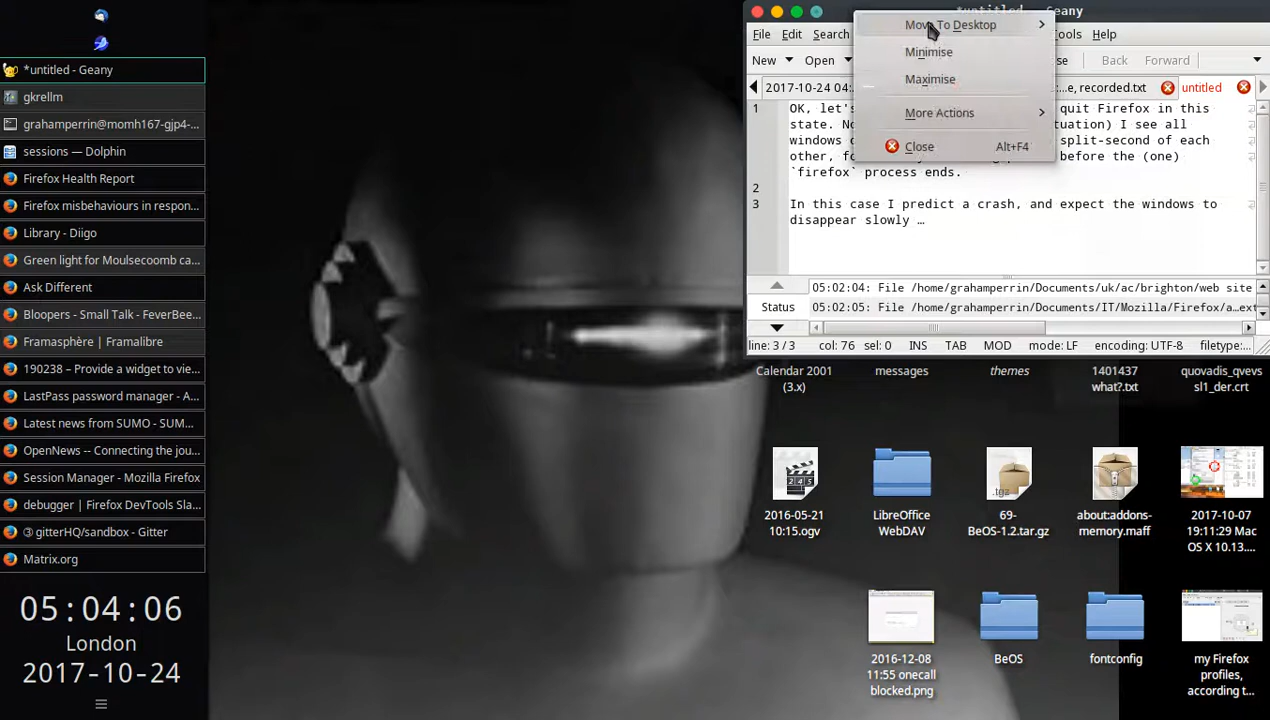 *untitled - Geany
gkrellm
grahamperrin@momh167-gjp4-...
sessions — Dolphin
Firefox Health Report
Firefox misbehaviours in respon...
Library - Diigo
Green light for Moulsecoomb ca...
Ask Different
Bloopers - Small Talk - FeverBee...
Framasphère | Framalibre
190238 – Provide a widget to vie...
LastPass password manager - A...
Latest news from SUMO - SUM...
OpenNews -- Connecting the jou...
Session Manager - Mozilla Firefox
debugger | Firefox DevTools Sla...
③ gitterHQ/sandbox - Gitter
Matrix.org
05:04:06
London
2017-10-24
*untitled - Geany
File Edit Search Tools Help
New Open Back Forward
2017-10-24 04: e, recorded.txt untitled
Move To Desktop
Minimise
Maximise
More Actions
Close Alt+F4
1 OK, let's quit Firefox in this
state. I see all
windows split-second of each
other, before the (one)
`firefox` process ends.
2
3 In this case I predict a crash, and expect the windows to
disappear slowly …
05:02:04: File /home/grahamperrin/Documents/uk/ac/brighton/web site
Status 05:02:05: File /home/grahamperrin/Documents/IT/Mozilla/Firefox/a...ext
line: 3 / 3 col: 76 sel: 0 INS TAB MOD mode: LF encoding: UTF-8 filetype:...
Calendar 2001
(3.x)
messages
themes
1401437
what?.txt
quovadis_qvevs
sl1_der.crt
2016-05-21
10:15.ogv
LibreOffice
WebDAV
.tgz
69-
BeOS-1.2.tar.gz
about:addons-
memory.maff
2017-10-07
19:11:29 Mac
OS X 10.13....
2016-12-08
11:55 onecall
blocked.png
BeOS
fontconfig
my Firefox
profiles,
according t...